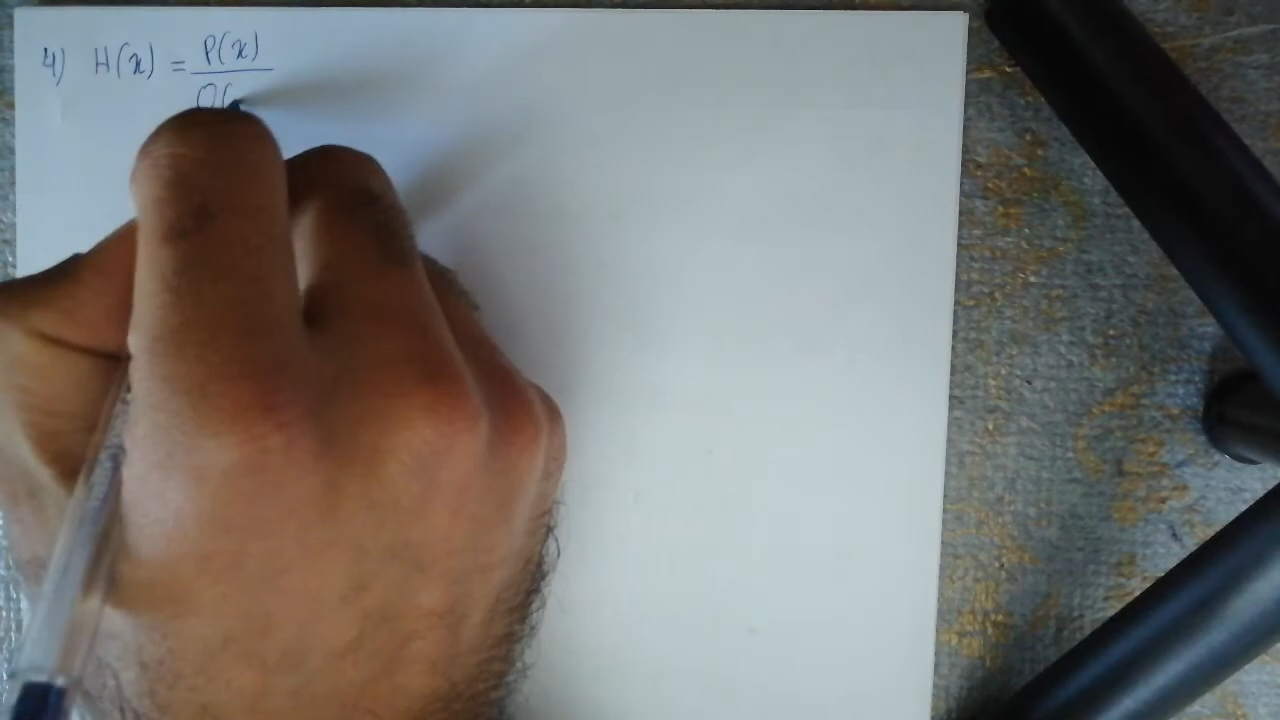 4) H(x) = P(x)
Q(